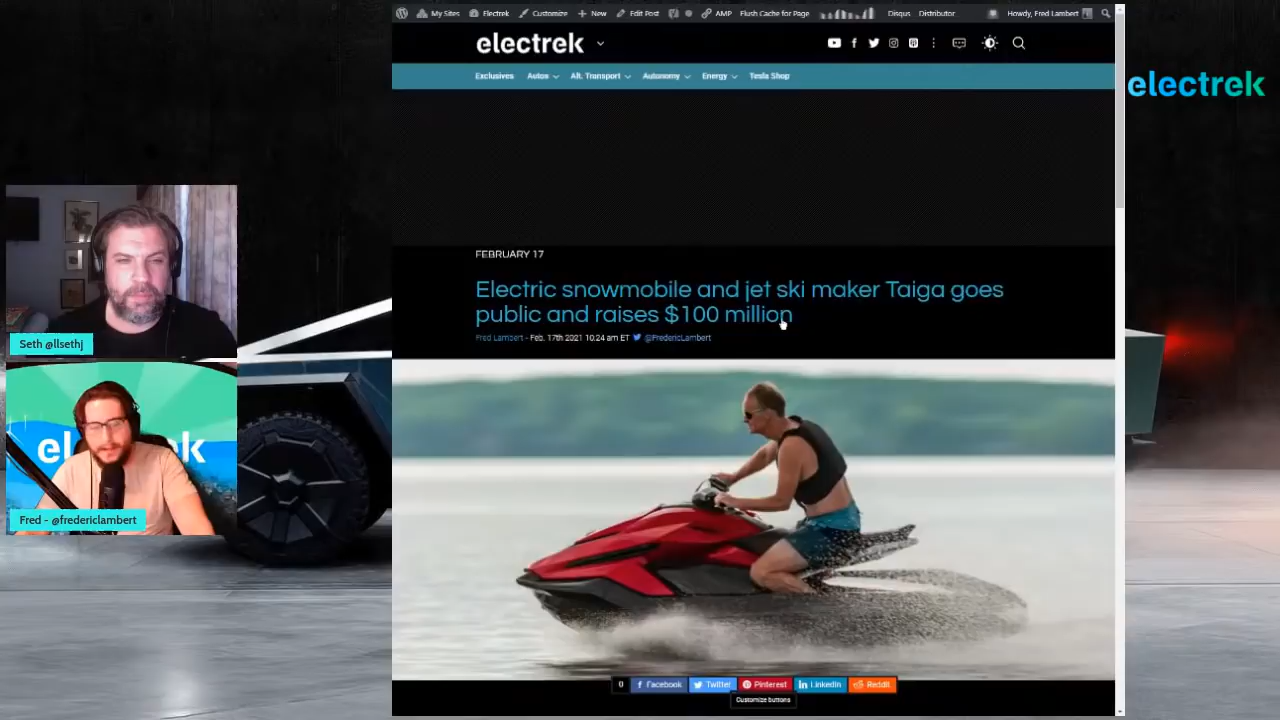 My Sites Electrek Customize New Edit Post AMP Flush Cache for Page Disqus Distributor Howdy, Fred Lambert
electrek
Exclusives Autos Alt. Transport Autonomy Energy Tesla Shop
electrek
FEBRUARY 17
Electric snowmobile and jet ski maker Taiga goes
public and raises $100 million
Fred Lambert - Feb. 17th 2021 10:24 am ET @FredericLambert
Seth @llsethj
el ek
Fred - @fredericlambert
0 Facebook Twitter Pinterest LinkedIn Reddit
Customize buttons